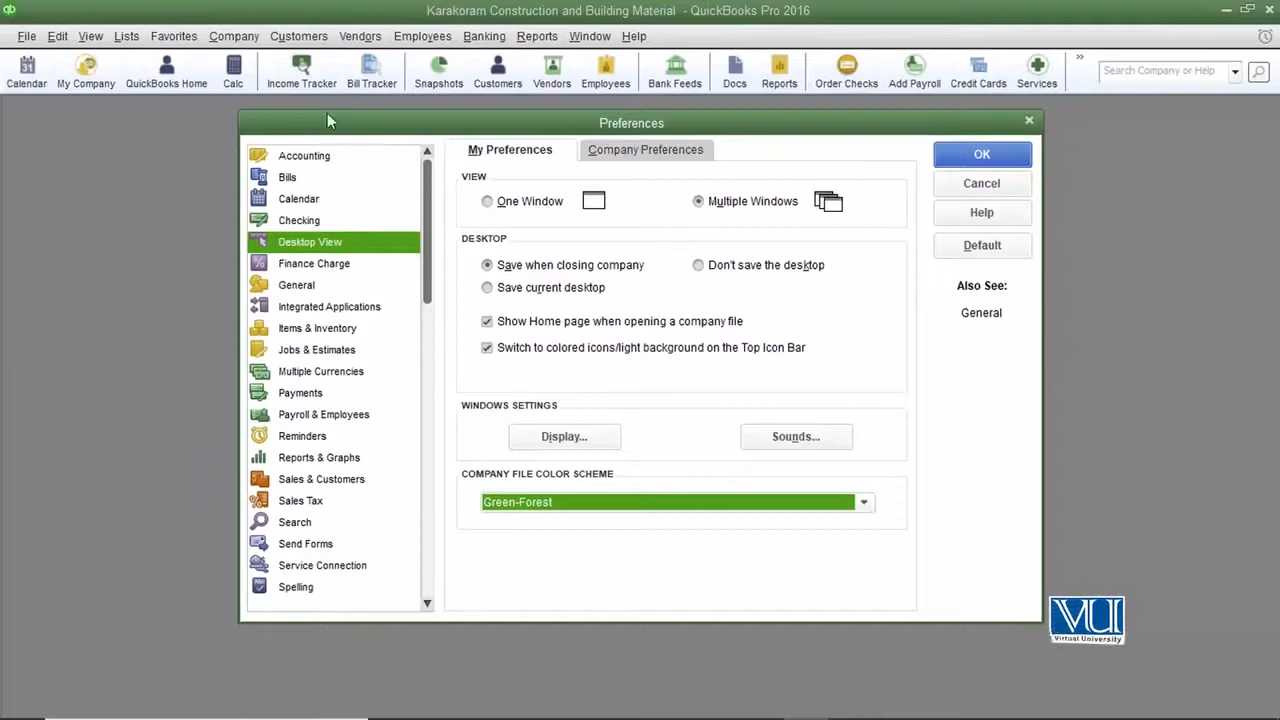 Karakoram Construction and Building Material - QuickBooks Pro 2016
File Edit View Lists Favorites Company Customers Vendors Employees Banking Reports Window Help
Calendar My Company QuickBooks Home Calc Income Tracker Bill Tracker Snapshots Customers Vendors Employees Bank Feeds Docs Reports Order Checks Add Payroll Credit Cards Services » Search Company or Help
Preferences
Accounting
Bills
Calendar
Checking
Desktop View
Finance Charge
General
Integrated Applications
Items & Inventory
Jobs & Estimates
Multiple Currencies
Payments
Payroll & Employees
Reminders
Reports & Graphs
Sales & Customers
Sales Tax
Search
Send Forms
Service Connection
Spelling
My Preferences Company Preferences
VIEW
One Window Multiple Windows
DESKTOP
Save when closing company Don't save the desktop
Save current desktop
Show Home page when opening a company file
Switch to colored icons/light background on the Top Icon Bar
WINDOWS SETTINGS
Display... Sounds...
COMPANY FILE COLOR SCHEME
Green-Forest
OK
Cancel
Help
Default
Also See:
General
VU
Virtual University